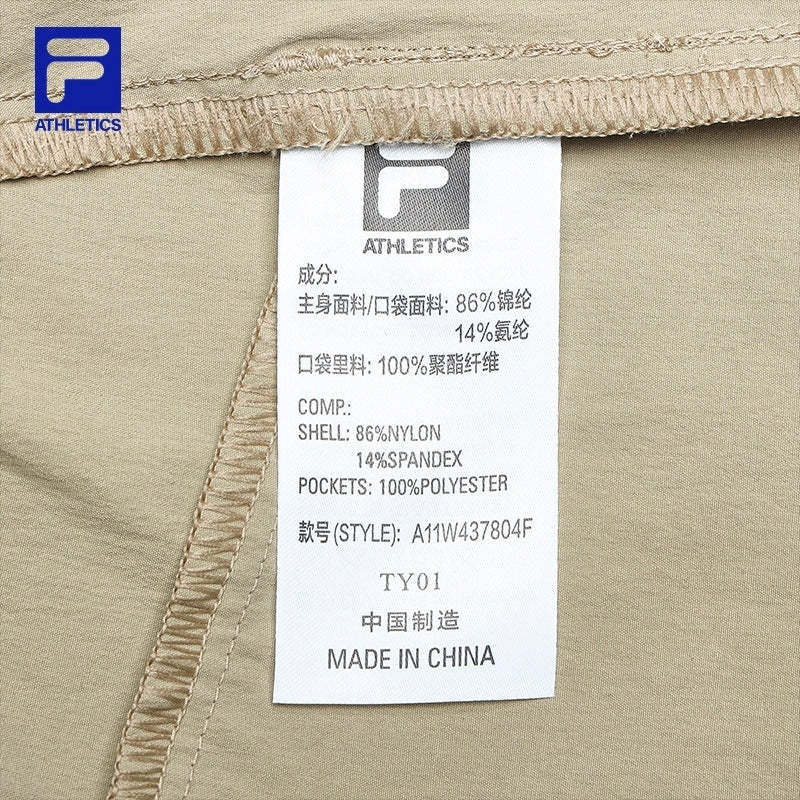 ATHLETICS
ATHLETICS
成分:
主身面料/口袋面料: 86%锦纶
14%氨纶
口袋里料: 100%聚酯纤维
COMP.:
SHELL: 86%NYLON
14%SPANDEX
POCKETS: 100%POLYESTER
款号(STYLE): A11W437804F
TY01
中国制造
MADE IN CHINA